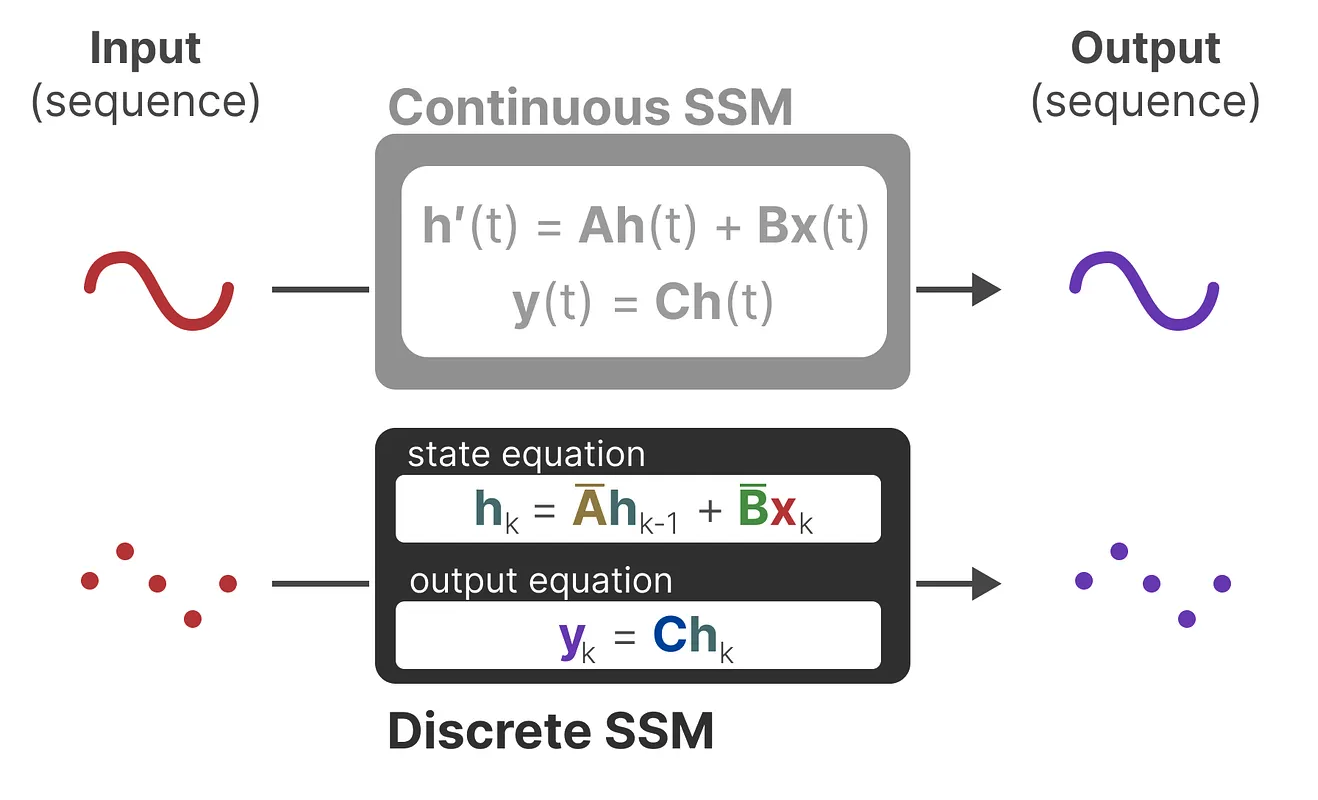 Input
(sequence)
Output
(sequence)
Continuous SSM
h′(t) = Ah(t) + Bx(t)
y(t) = Ch(t)
state equation
hₖ = A̅hₖ₋₁ + B̅xₖ
output equation
yₖ = Chₖ
Discrete SSM